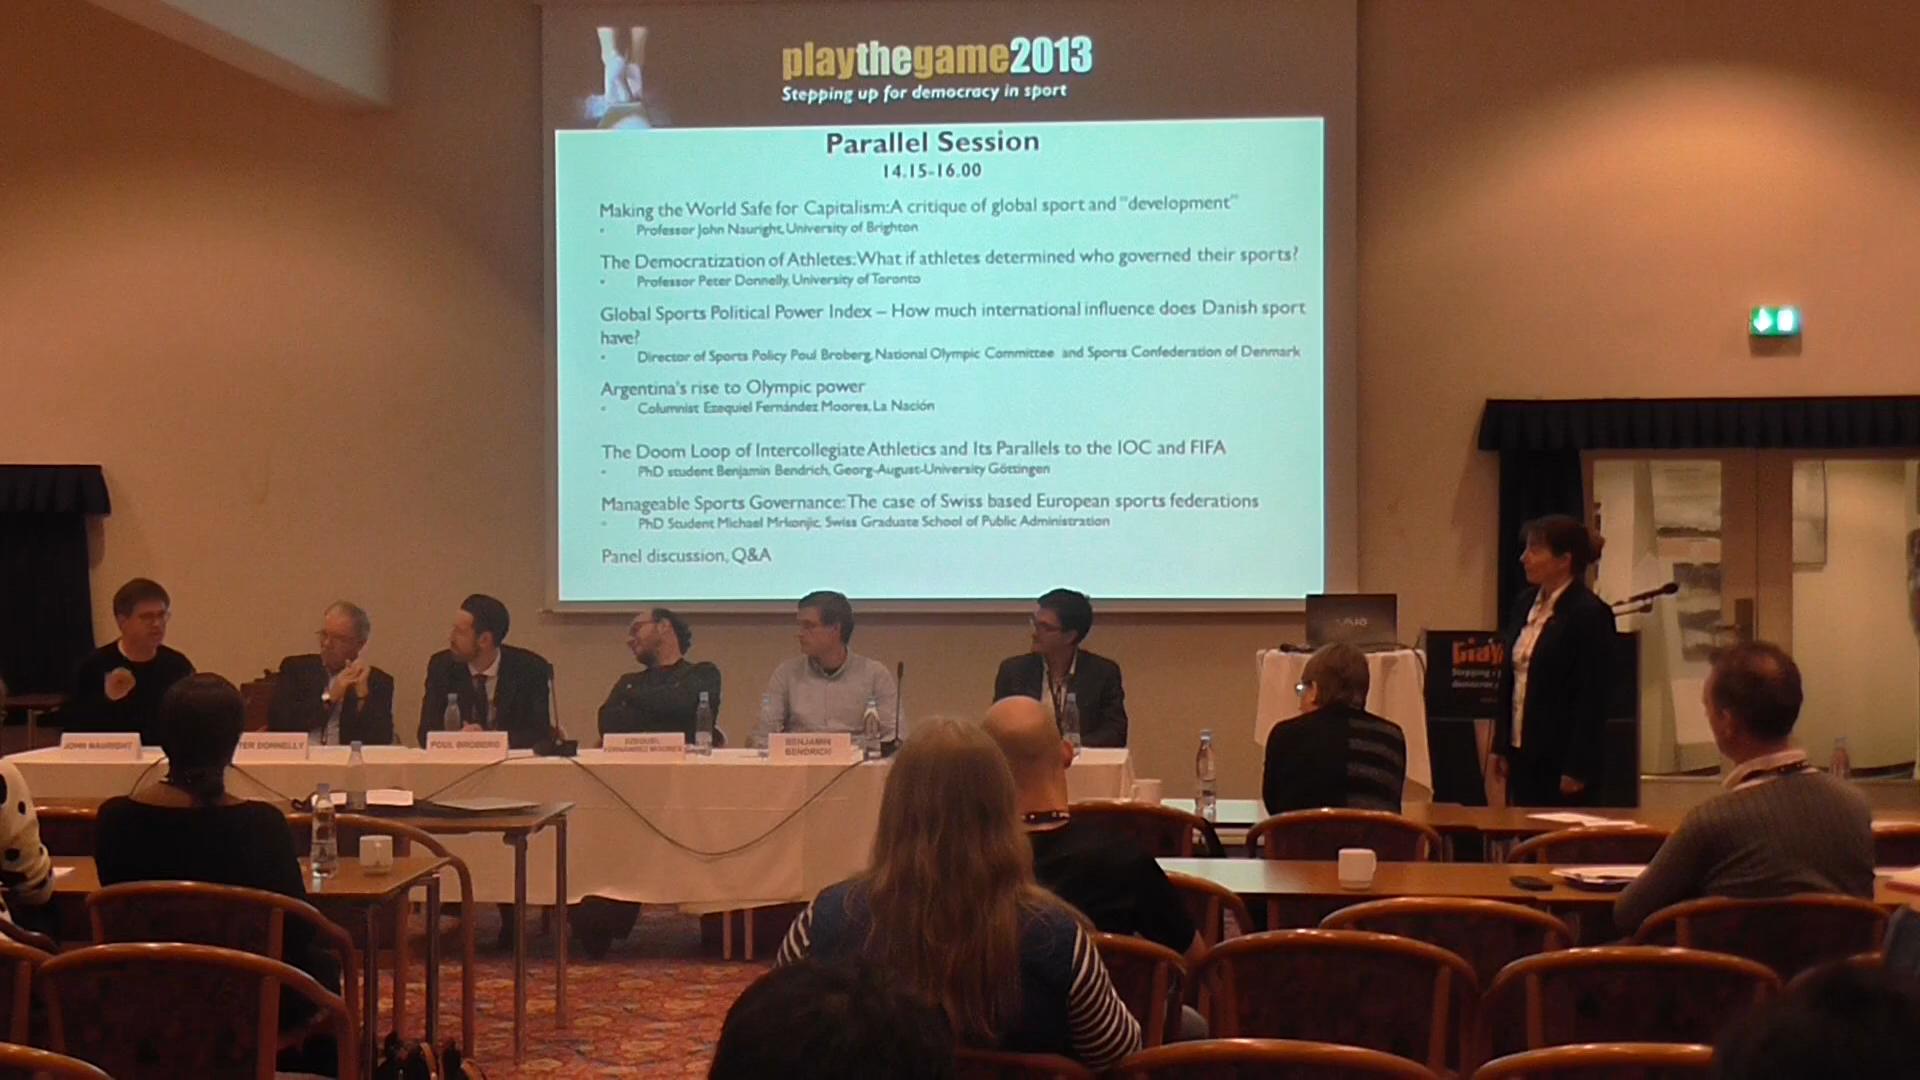 playthegame2013
Stepping up for democracy in sport
Parallel Session
14.15-16.00
Making the World Safe for Capitalism: A critique of global sport and "development"
• Professor John Nauright, University of Brighton
The Democratization of Athletes: What if athletes determined who governed their sports?
• Professor Peter Donnelly, University of Toronto
Global Sports Political Power Index – How much international influence does Danish sport
have?
• Director of Sports Policy Poul Broberg, National Olympic Committee and Sports Confederation of Denmark
Argentina's rise to Olympic power
• Columnist Ezequiel Fernández Moores, La Nación
The Doom Loop of Intercollegiate Athletics and Its Parallels to the IOC and FIFA
• PhD student Benjamin Bendrich, Georg-August-University Göttingen
Manageable Sports Governance: The case of Swiss based European sports federations
• PhD Student Michael Mrkonjic, Swiss Graduate School of Public Administration
Panel discussion, Q&A
VAIO
play
Stepping
democracy
JOHN NAURIGHT
TER DONNELLY
POUL BROBERG
EZEQUIEL
FERNÁNDEZ MOORES
BENJAMIN
BENDRICH